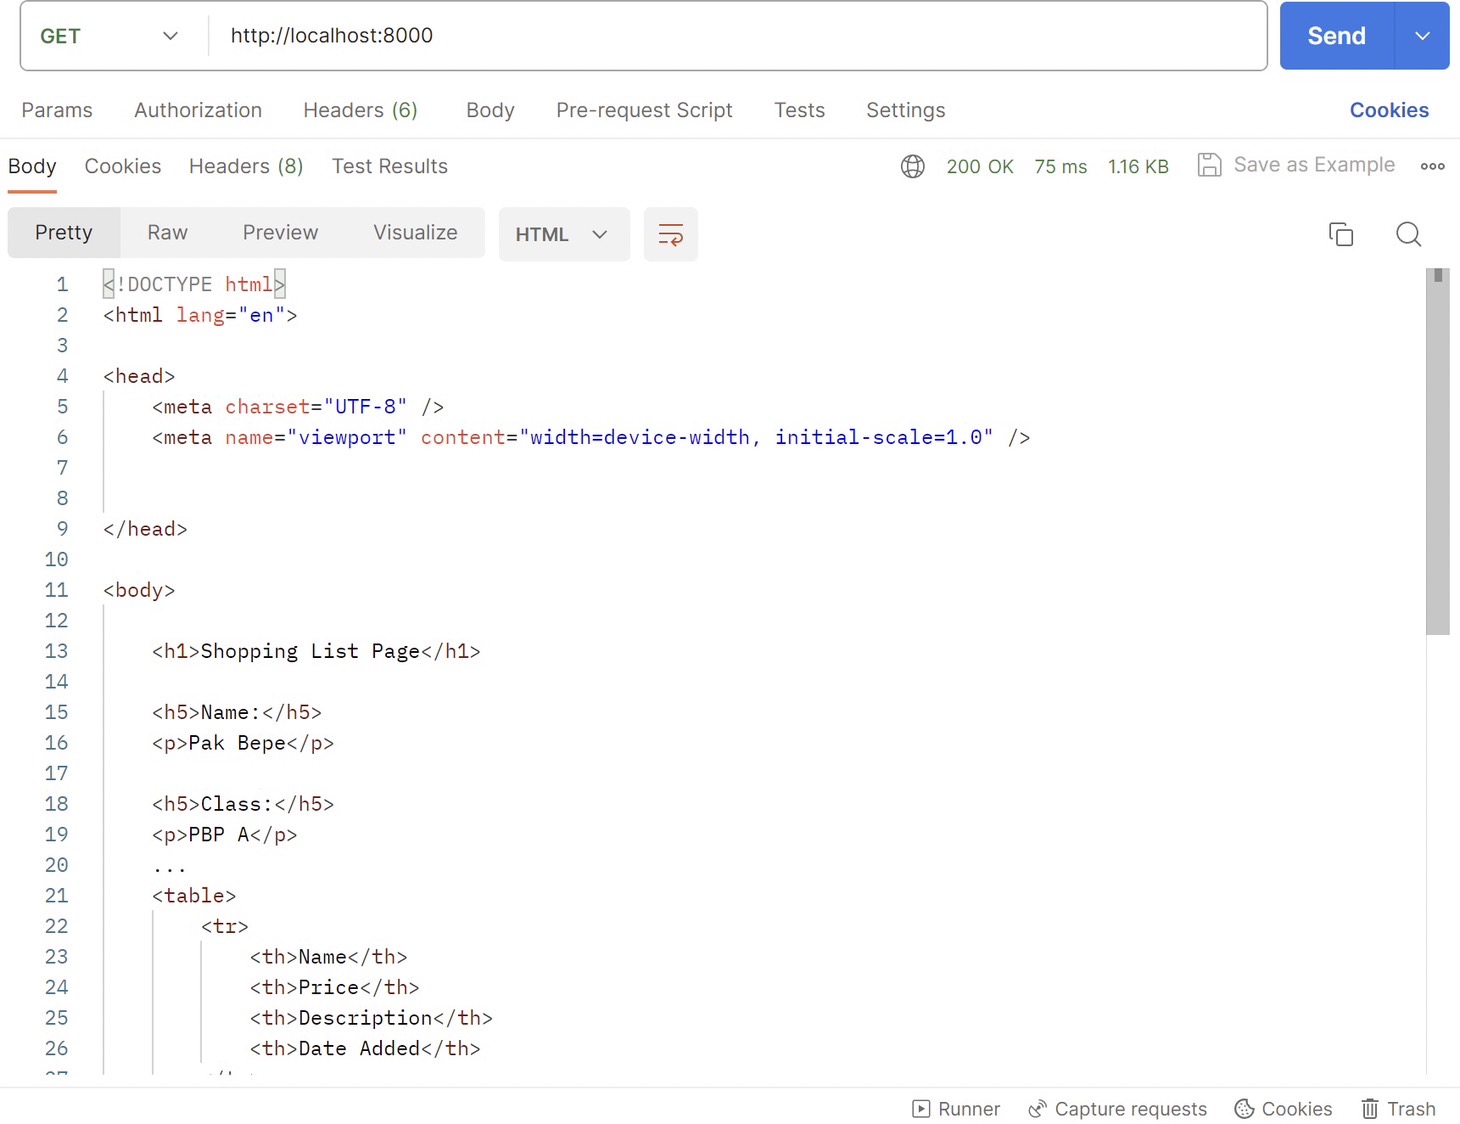 GET http://localhost:8000 Send
Params Authorization Headers (6) Body Pre-request Script Tests Settings Cookies
Body Cookies Headers (8) Test Results 200 OK 75 ms 1.16 KB Save as Example
Pretty Raw Preview Visualize HTML
1 <!DOCTYPE html>
2 <html lang="en">
3
4 <head>
5 <meta charset="UTF-8" />
6 <meta name="viewport" content="width=device-width, initial-scale=1.0" />
7
8
9 </head>
10
11 <body>
12
13 <h1>Shopping List Page</h1>
14
15 <h5>Name:</h5>
16 <p>Pak Bepe</p>
17
18 <h5>Class:</h5>
19 <p>PBP A</p>
20 ...
21 <table>
22 <tr>
23 <th>Name</th>
24 <th>Price</th>
25 <th>Description</th>
26 <th>Date Added</th>
Runner Capture requests Cookies Trash